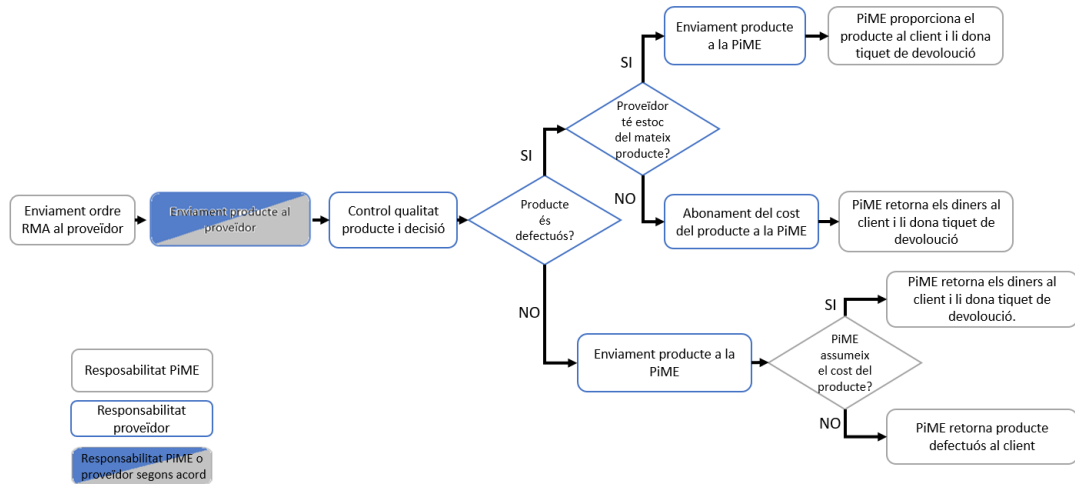 Enviament producte
a la PiME
PiME proporciona el
producte al client i li dona
tiquet de devoloució
SI
Proveïdor
té estoc
del mateix
producte?
SI
NO
Enviament ordre
RMA al proveïdor
Enviament producte al
proveïdor
Control qualitat
producte i decisió
Producte
és
defectuós?
Abonament del cost
del producte a la PiME
PiME retorna els diners al
client i li dona tiquet de
devoloució
NO
PiME retorna els diners al
client i li dona tiquet de
devoloució.
SI
Enviament producte a la
PiME
PiME
assumeix
el cost del
producte?
NO
PiME retorna producte
defectuós al client
Resposabilitat PiME
Responsabilitat
proveïdor
Responsabilitat PiME o
proveïdor segons acord